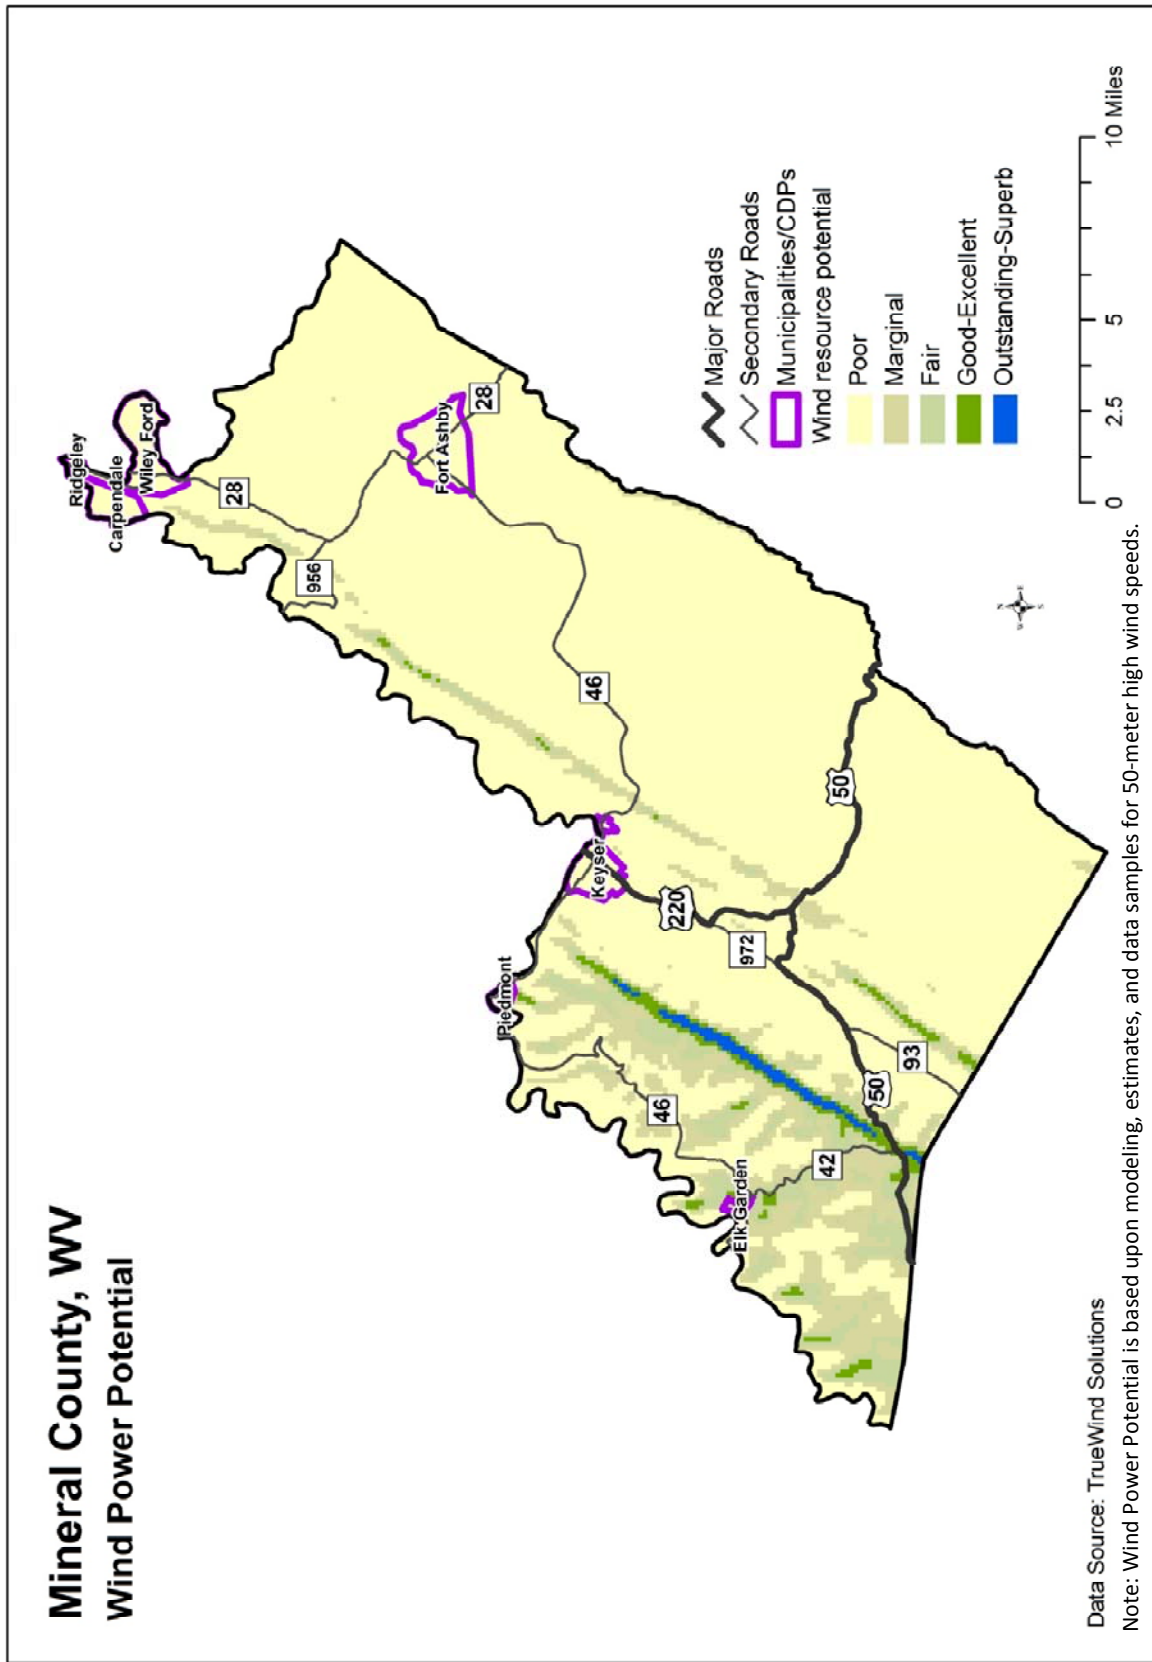 Mineral County, WV
Wind Power Potential
Ridgeley
Carpendale
Wiley Ford
28
956
Fort Ashby
28
46
Keyser
Piedmont
220
50
972
46
Elk Garden
42
50
93
Major Roads
Secondary Roads
Municipalities/CDPs
Wind resource potential
Poor
Marginal
Fair
Good-Excellent
Outstanding-Superb
0 2.5 5 10 Miles
Data Source: TrueWind Solutions
Note: Wind Power Potential is based upon modeling, estimates, and data samples for 50-meter high wind speeds.